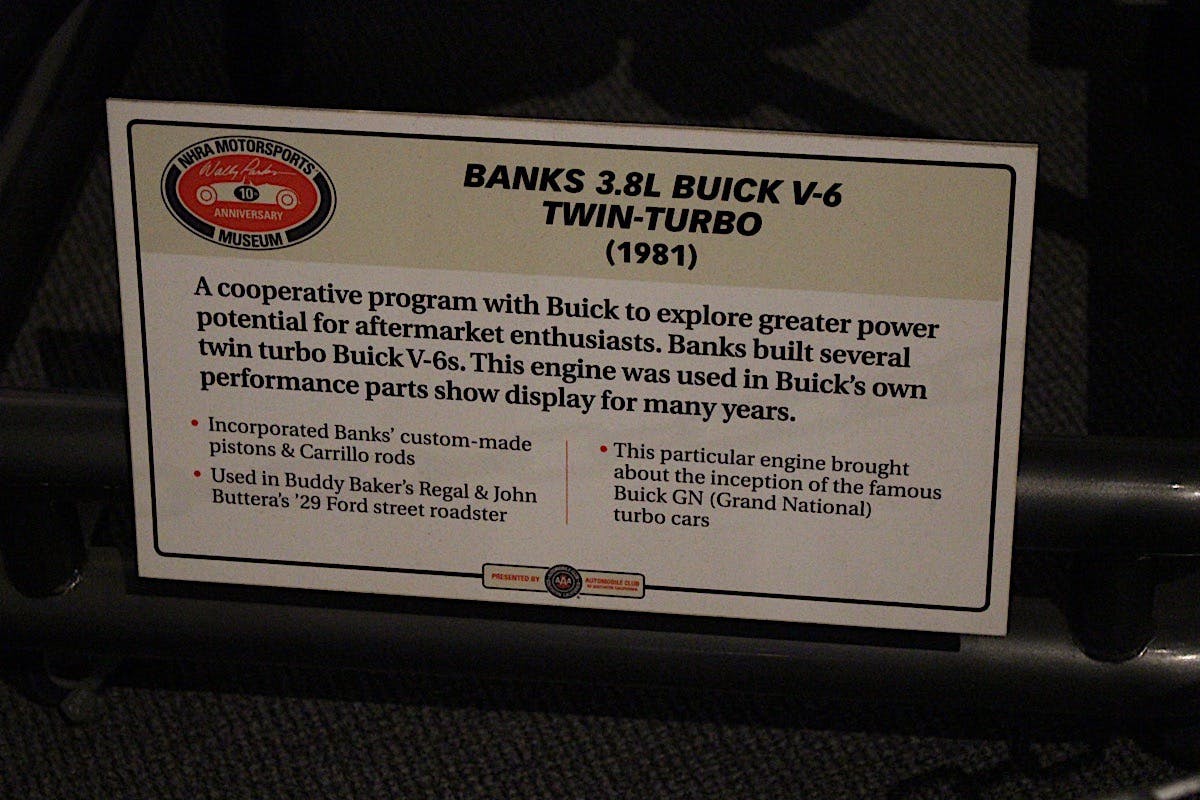 NHRA MOTORSPORTS
Wally Parks
10th
ANNIVERSARY
MUSEUM
BANKS 3.8L BUICK V-6
TWIN-TURBO
(1981)
A cooperative program with Buick to explore greater power
potential for aftermarket enthusiasts. Banks built several
twin turbo Buick V-6s. This engine was used in Buick's own
performance parts show display for many years.
• Incorporated Banks' custom-made
pistons & Carrillo rods
• Used in Buddy Baker's Regal & John
Buttera's '29 Ford street roadster
• This particular engine brought
about the inception of the famous
Buick GN (Grand National)
turbo cars
PRESENTED BY
AAA
AUTOMOBILE CLUB
OF SOUTHERN CALIFORNIA